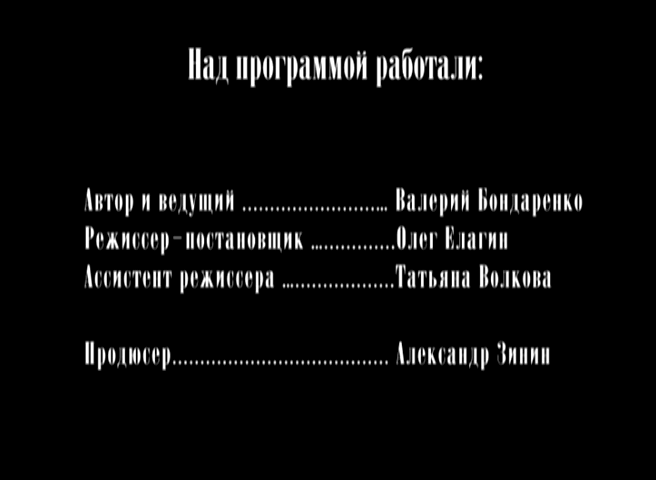 Над программой работали:
Автор и ведущий ........................... Валерий Бондаренко
Режиссер-постановщик ...............Олег Елагин
Ассистент режиссера .....................Татьяна Волкова
Продюсер....................................... Александр Зинин